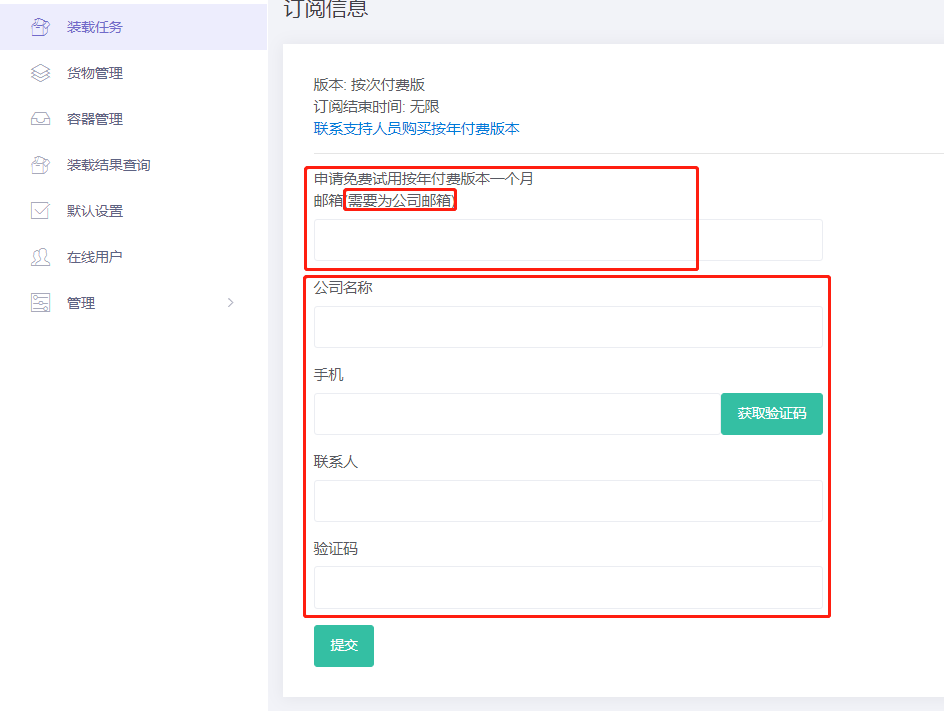 订阅信息
装载任务
货物管理
容器管理
装载结果查询
默认设置
在线用户
管理
版本: 按次付费版
订阅结束时间: 无限
联系支持人员购买按年付费版本
申请免费试用按年付费版本一个月
邮箱(需要为公司邮箱)
公司名称
手机
获取验证码
联系人
验证码
提交